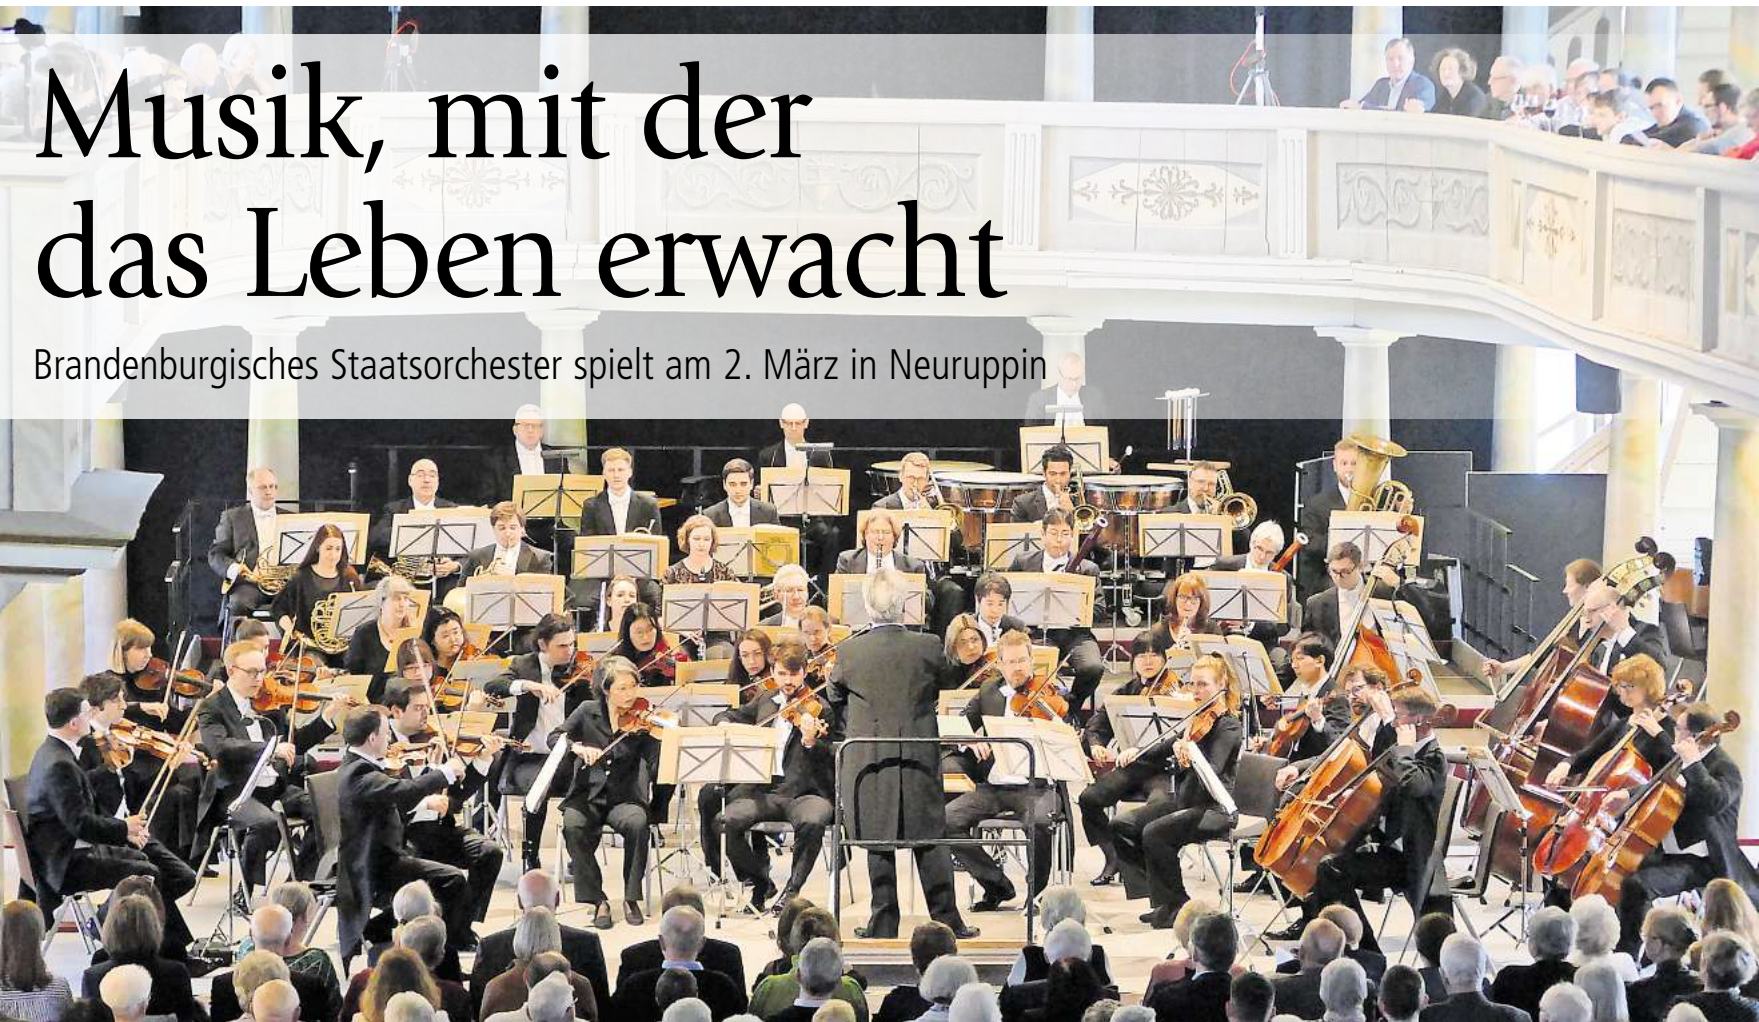 Musik, mit der
das Leben erwacht
Brandenburgisches Staatsorchester spielt am 2. März in Neuruppin